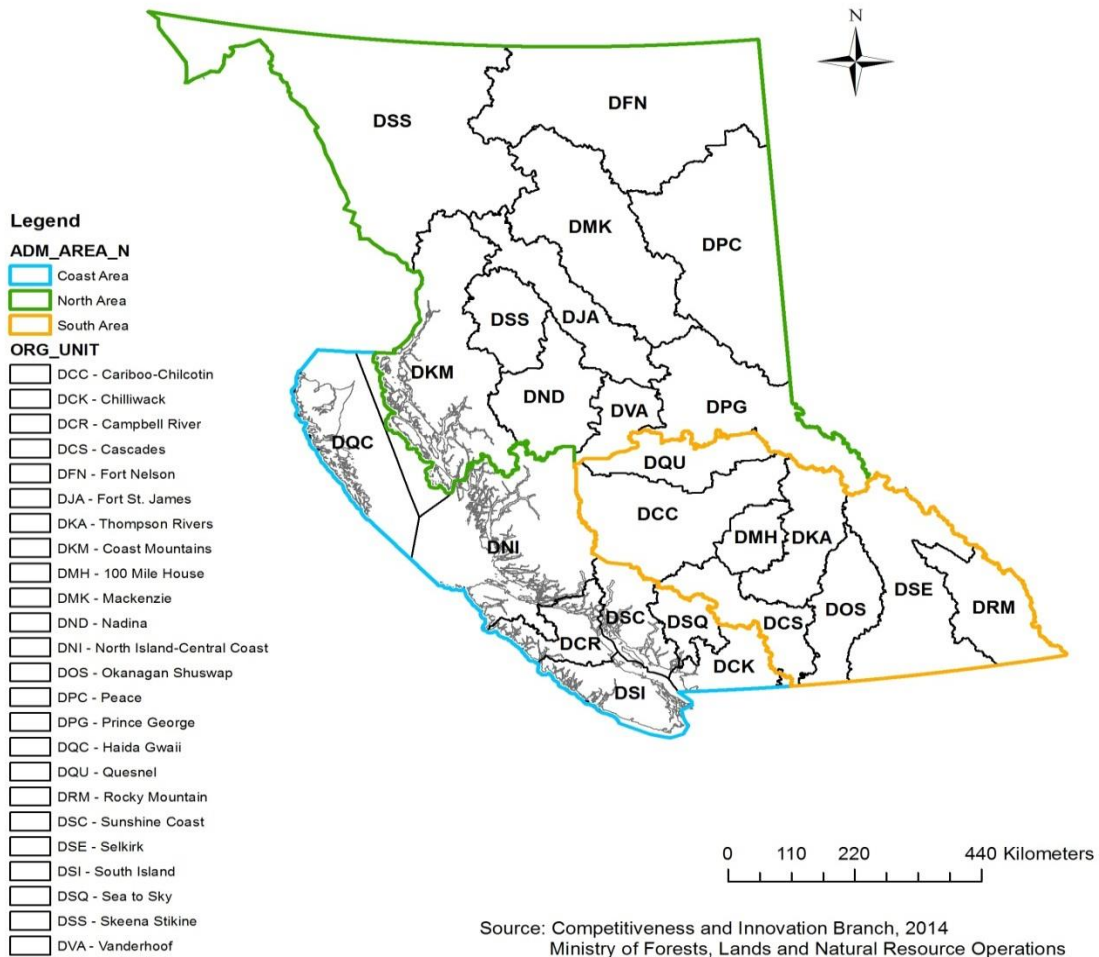 N
DSS
DFN
DMK
DPC
DSS
DJA
DKM
DND
DVA
DPG
DQC
DQU
DCC
DNI
DMH
DKA
DSE
DRM
DOS
DSC
DSQ
DCS
DCR
DCK
DSI
Legend
ADM_AREA_N
Coast Area
North Area
South Area
ORG_UNIT
DCC - Cariboo-Chilcotin
DCK - Chilliwack
DCR - Campbell River
DCS - Cascades
DFN - Fort Nelson
DJA - Fort St. James
DKA - Thompson Rivers
DKM - Coast Mountains
DMH - 100 Mile House
DMK - Mackenzie
DND - Nadina
DNI - North Island-Central Coast
DOS - Okanagan Shuswap
DPC - Peace
DPG - Prince George
DQC - Haida Gwaii
DQU - Quesnel
DRM - Rocky Mountain
DSC - Sunshine Coast
DSE - Selkirk
DSI - South Island
DSQ - Sea to Sky
DSS - Skeena Stikine
DVA - Vanderhoof
0 110 220 440 Kilometers
Source: Competitiveness and Innovation Branch, 2014
Ministry of Forests, Lands and Natural Resource Operations